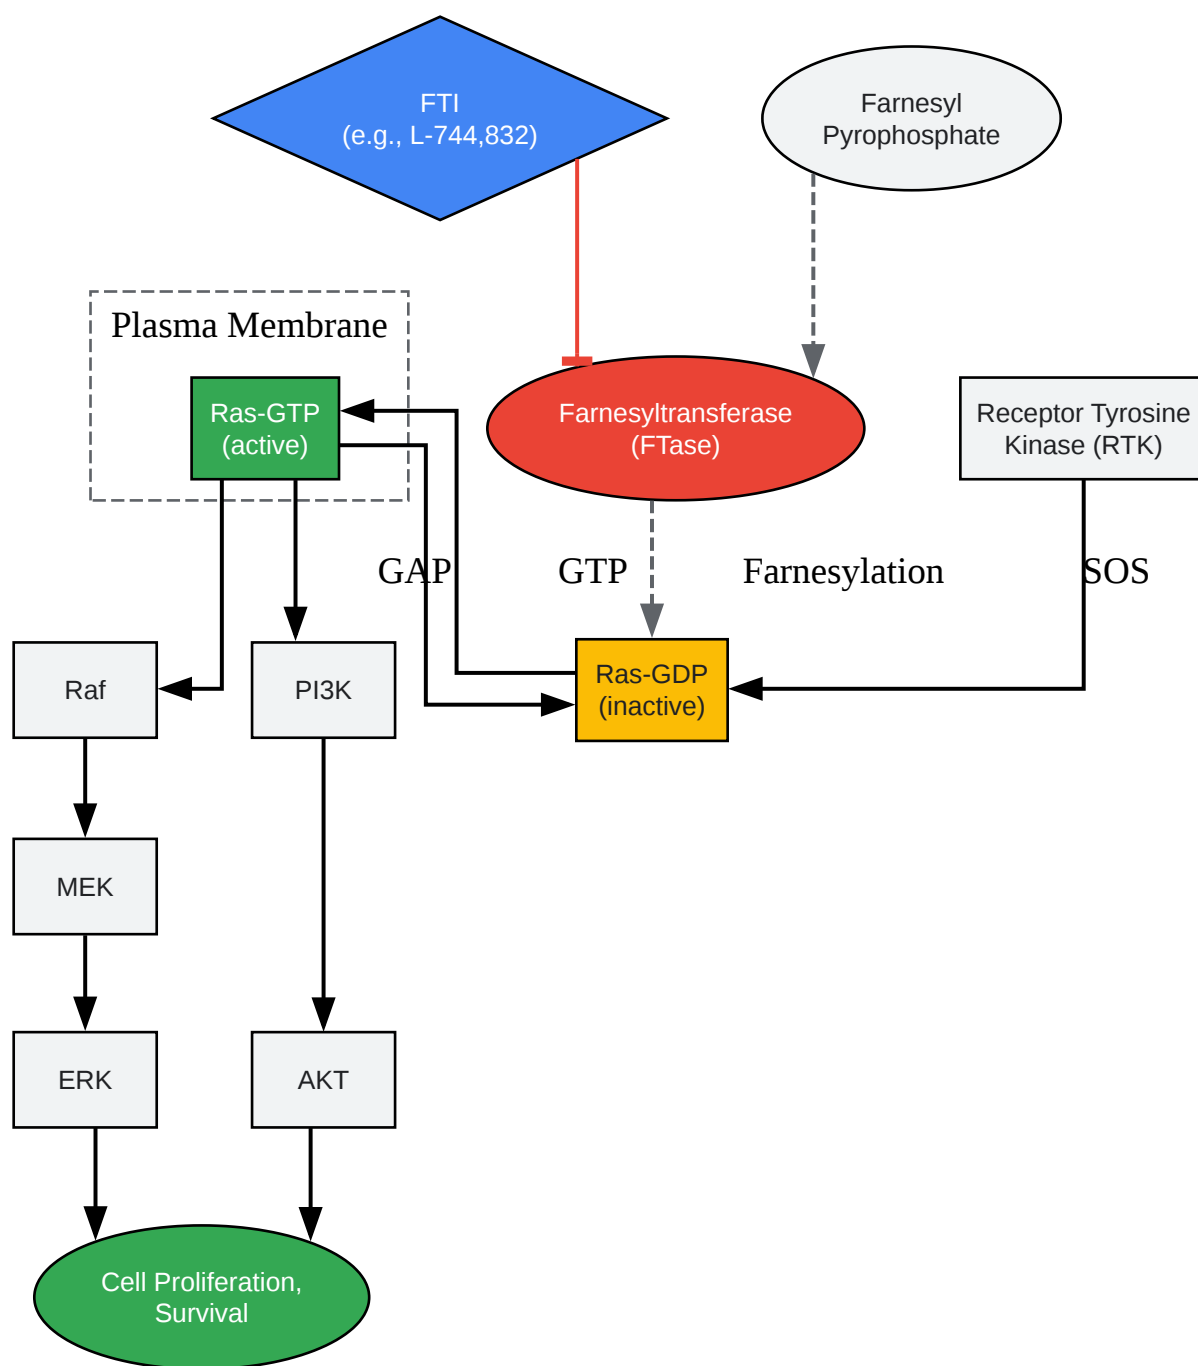 FTI
(e.g., L-744,832)
Farnesyl
Pyrophosphate
Plasma Membrane
Ras-GTP
(active)
Farnesyltransferase
(FTase)
Receptor Tyrosine
Kinase (RTK)
GAP
GTP
Farnesylation
SOS
Raf
PI3K
Ras-GDP
(inactive)
MEK
ERK
AKT
Cell Proliferation,
Survival